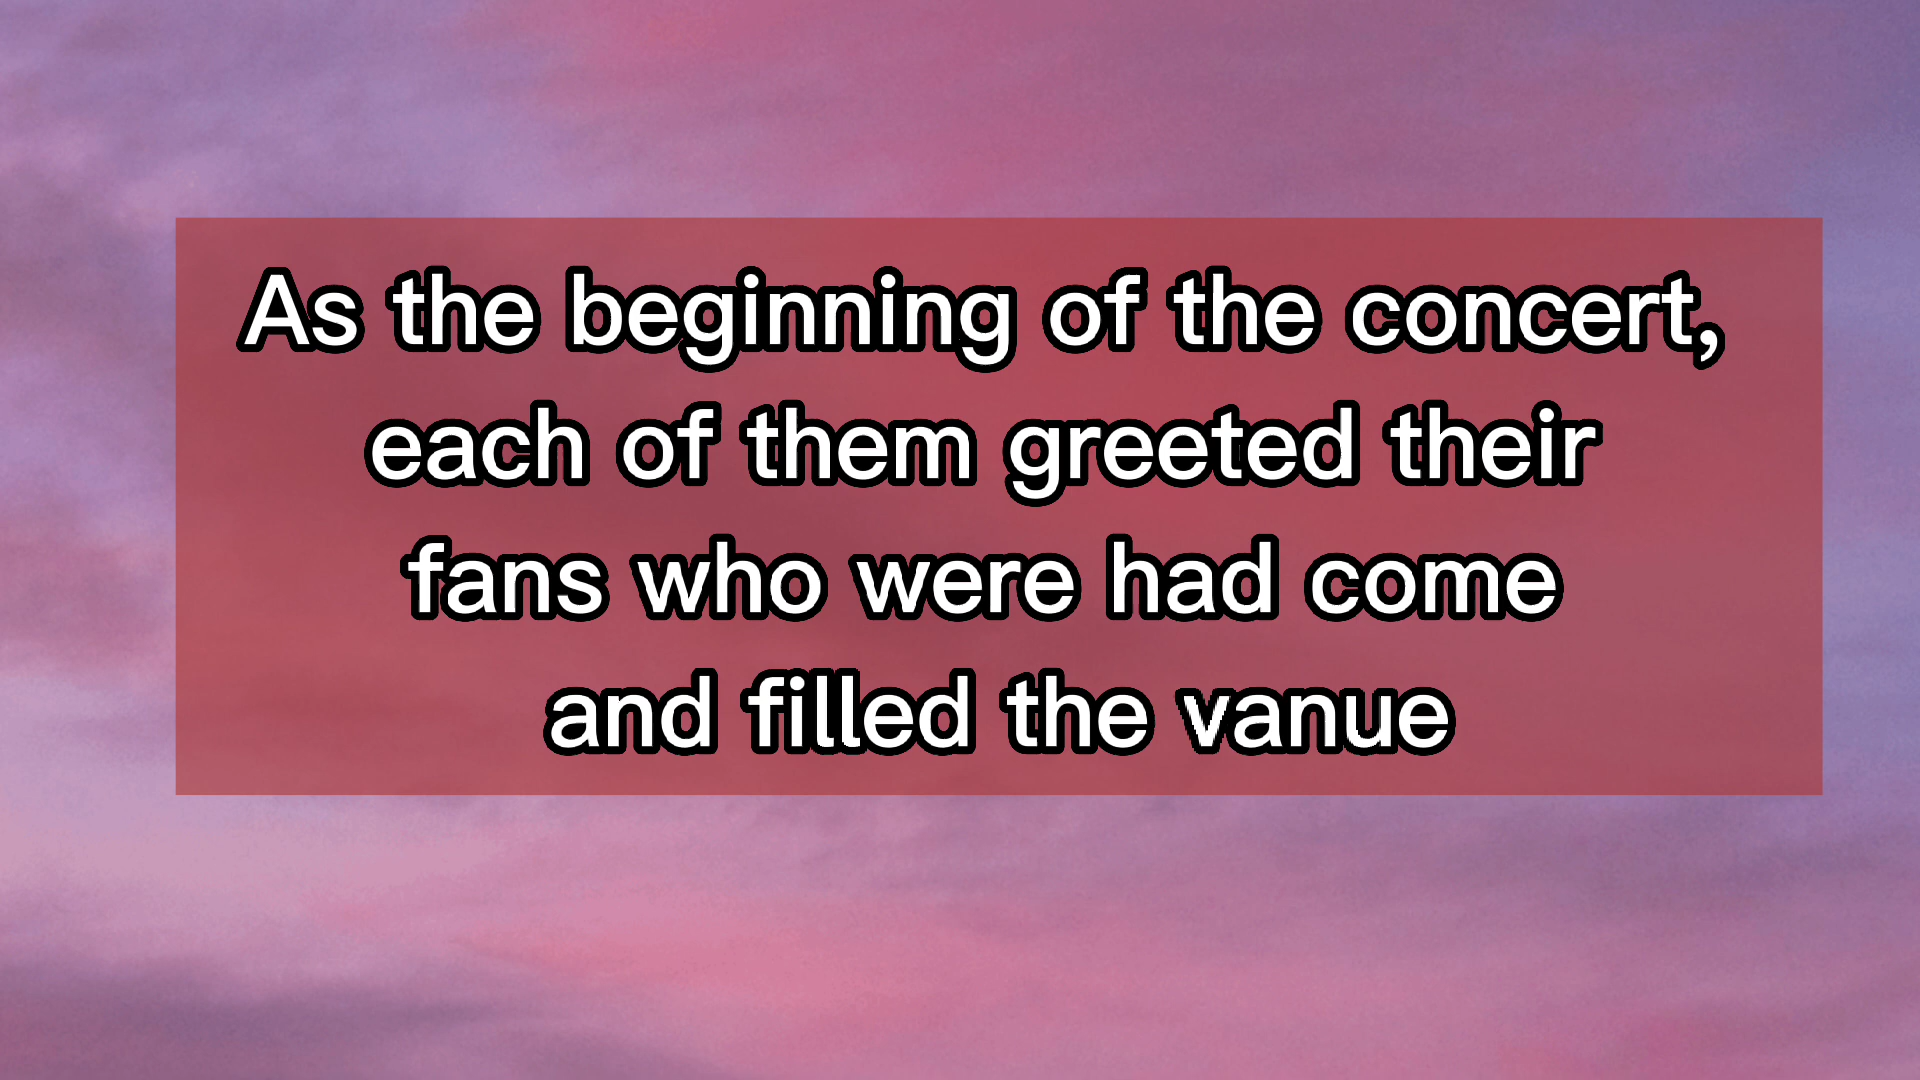 As the beginning of the concert,
each of them greeted their
fans who were had come
and filled the vanue